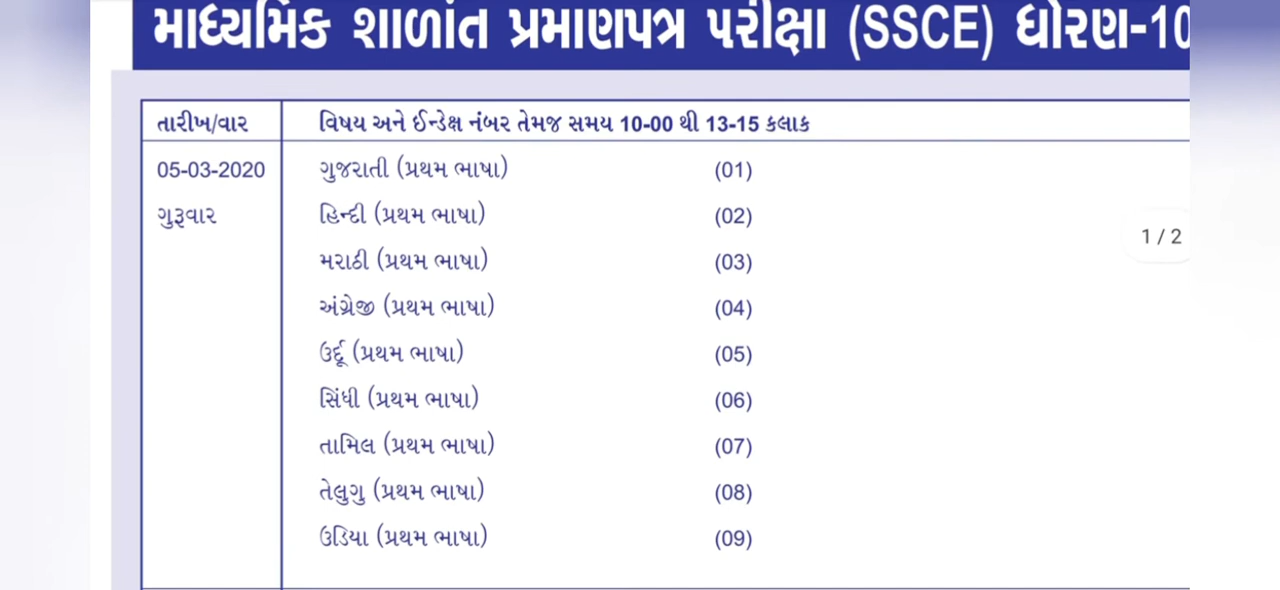 માધ્યમિક શાળાંત પ્રમાણપત્ર પરીક્ષા (SSCE) ધોરણ-10
તારીખ/વાર વિષય અને ઈન્ડેક્ષ નંબર તેમજ સમય 10-00 થી 13-15 કલાક
05-03-2020 ગુજરાતી (પ્રથમ ભાષા) (01)
ગુરૂવાર હિન્દી (પ્રથમ ભાષા) (02)
1 / 2
મરાઠી (પ્રથમ ભાષા) (03)
અંગ્રેજી (પ્રથમ ભાષા) (04)
ઉર્દૂ (પ્રથમ ભાષા) (05)
સિંધી (પ્રથમ ભાષા) (06)
તામિલ (પ્રથમ ભાષા) (07)
તેલુગુ (પ્રથમ ભાષા) (08)
ઉડિયા (પ્રથમ ભાષા) (09)